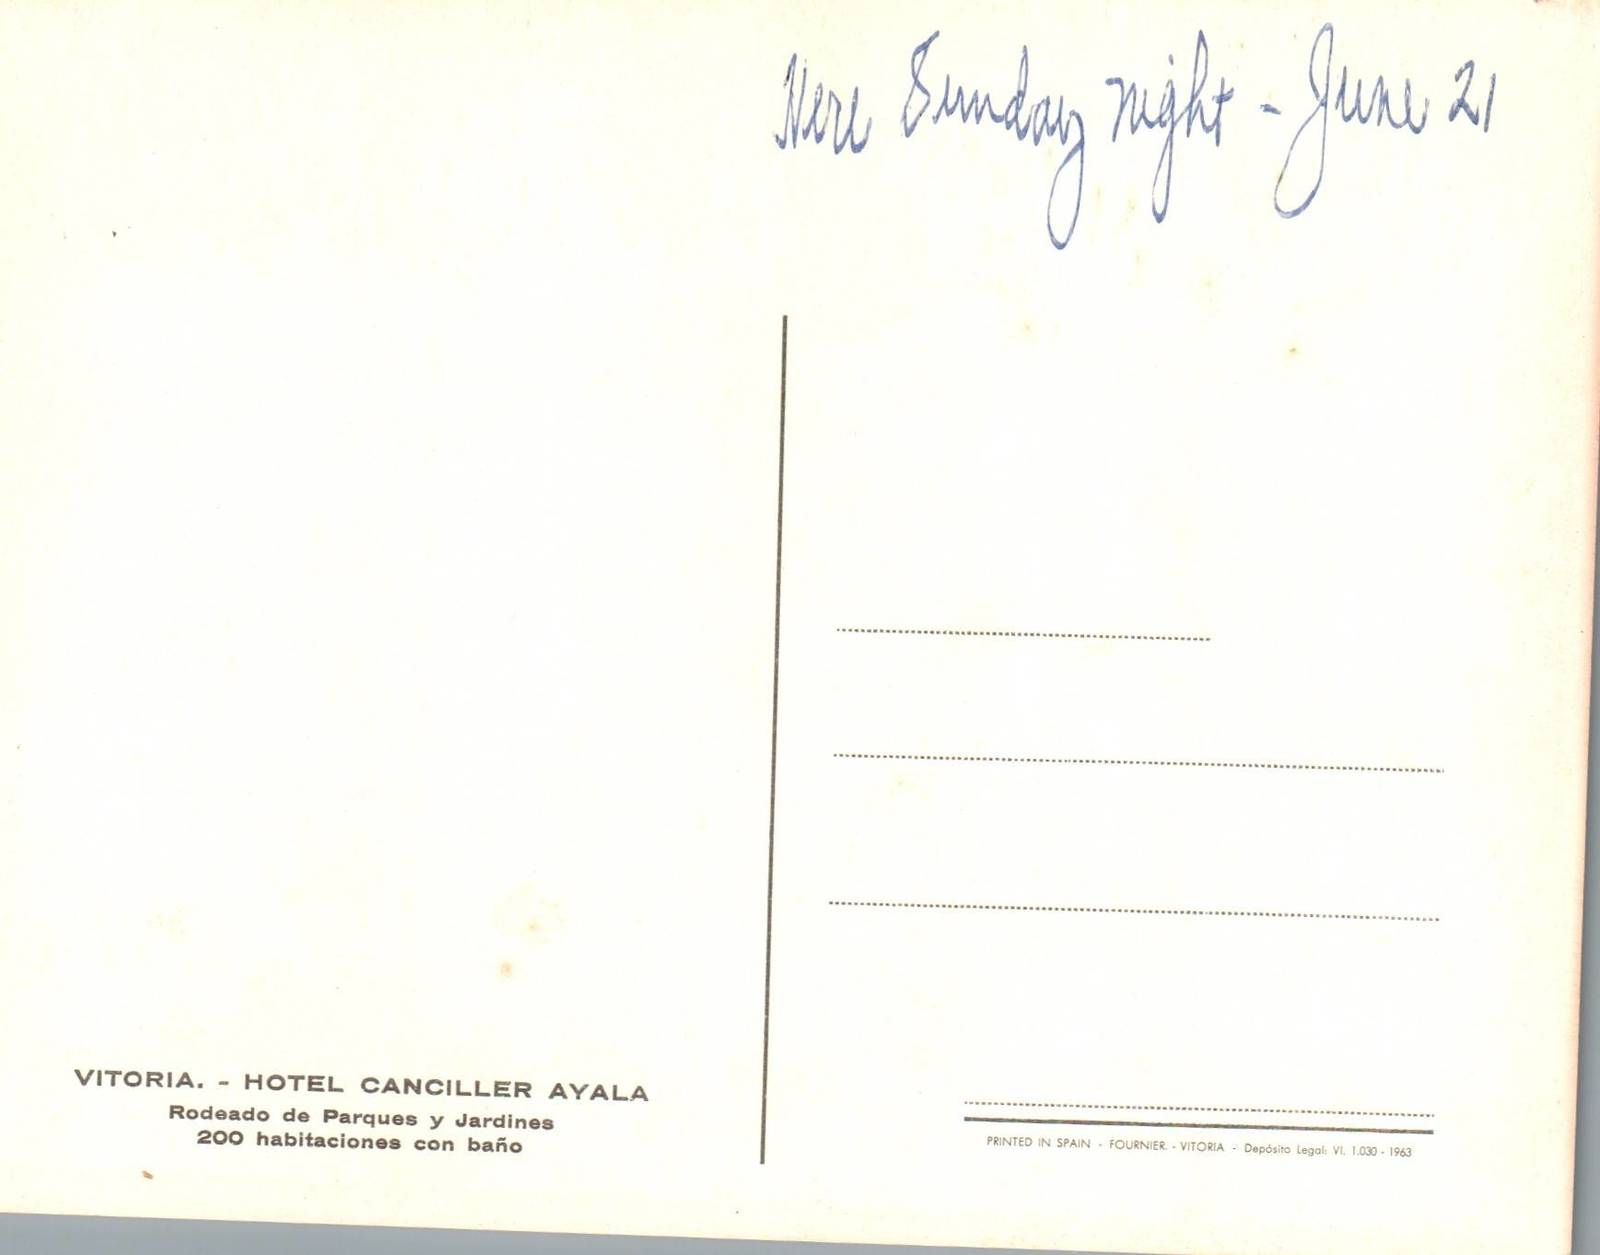 Here Sunday night - June 21
VITORIA. - HOTEL CANCILLER AYALA
Rodeado de Parques y Jardines
200 habitaciones con baño
PRINTED IN SPAIN - FOURNIER. - VITORIA - Depósito Legal: VI. 1.030 - 1963